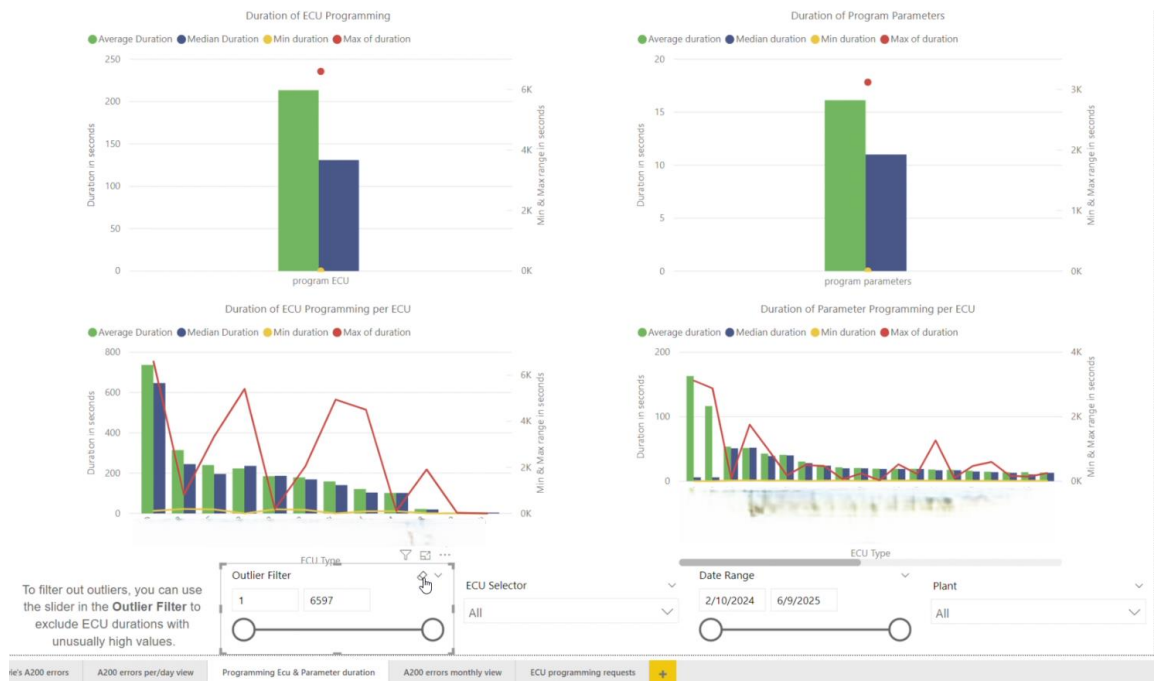 Duration of ECU Programming
Average Duration Median Duration Min duration Max of duration
250
200
150
100
50
0
Duration in seconds
6K
4K
2K
0K
Min & Max range in seconds
program ECU
Duration of Program Parameters
Average duration Median duration Min duration Max of duration
20
15
10
5
0
Duration in seconds
3K
2K
1K
0K
Min & Max range in seconds
program parameters
Duration of ECU Programming per ECU
Average Duration Median Duration Min duration Max of duration
800
600
400
200
0
Duration in seconds
6K
4K
2K
0K
Min & Max range in seconds
ECU Type
Duration of Parameter Programming per ECU
Average duration Median duration Min duration Max of duration
200
100
0
Duration in seconds
4K
2K
0K
Min & Max range in seconds
ECU Type
To filter out outliers, you can use
the slider in the Outlier Filter to
exclude ECU durations with
unusually high values.
Outlier Filter
1 6597
ECU Selector
All
Date Range
2/10/2024 6/9/2025
Plant
All
A200 errors A200 errors per/day view Programming Ecu & Parameter duration A200 errors monthly view ECU programming requests +